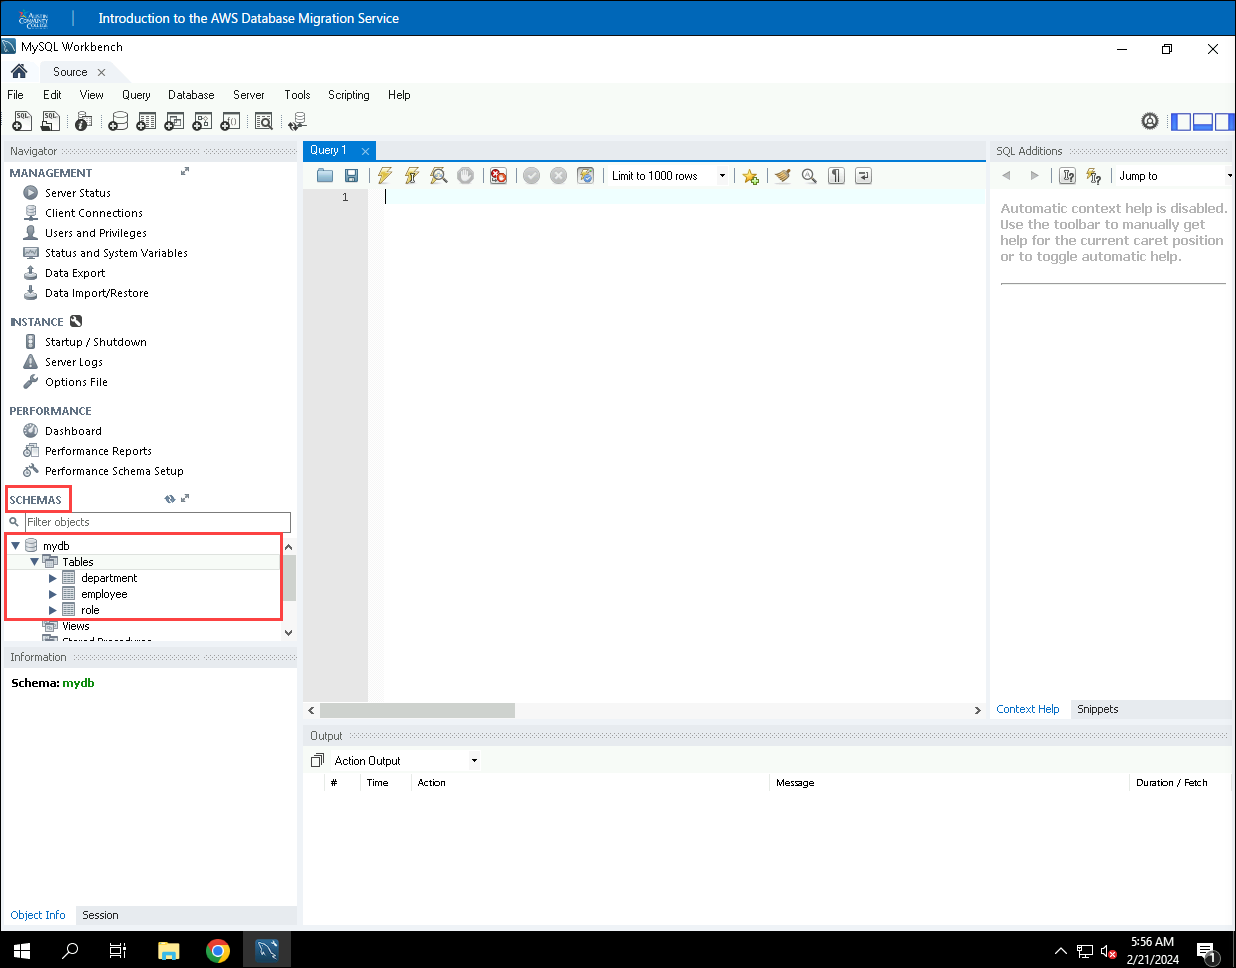 AUSTIN
COMMUNITY
COLLEGE
Introduction to the AWS Database Migration Service
MySQL Workbench
Source
File Edit View Query Database Server Tools Scripting Help
Navigator
MANAGEMENT
Server Status
Client Connections
Users and Privileges
Status and System Variables
Data Export
Data Import/Restore
INSTANCE
Startup / Shutdown
Server Logs
Options File
PERFORMANCE
Dashboard
Performance Reports
Performance Schema Setup
SCHEMAS
Filter objects
mydb
Tables
department
employee
role
Views
Stored Procedures
Information
Schema: mydb
Object Info Session
Query 1
Limit to 1000 rows
1
SQL Additions
Jump to
Automatic context help is disabled.
Use the toolbar to manually get
help for the current caret position
or to toggle automatic help.
Context Help Snippets
Output
Action Output
# Time Action Message Duration / Fetch
5:56 AM
2/21/2024
1